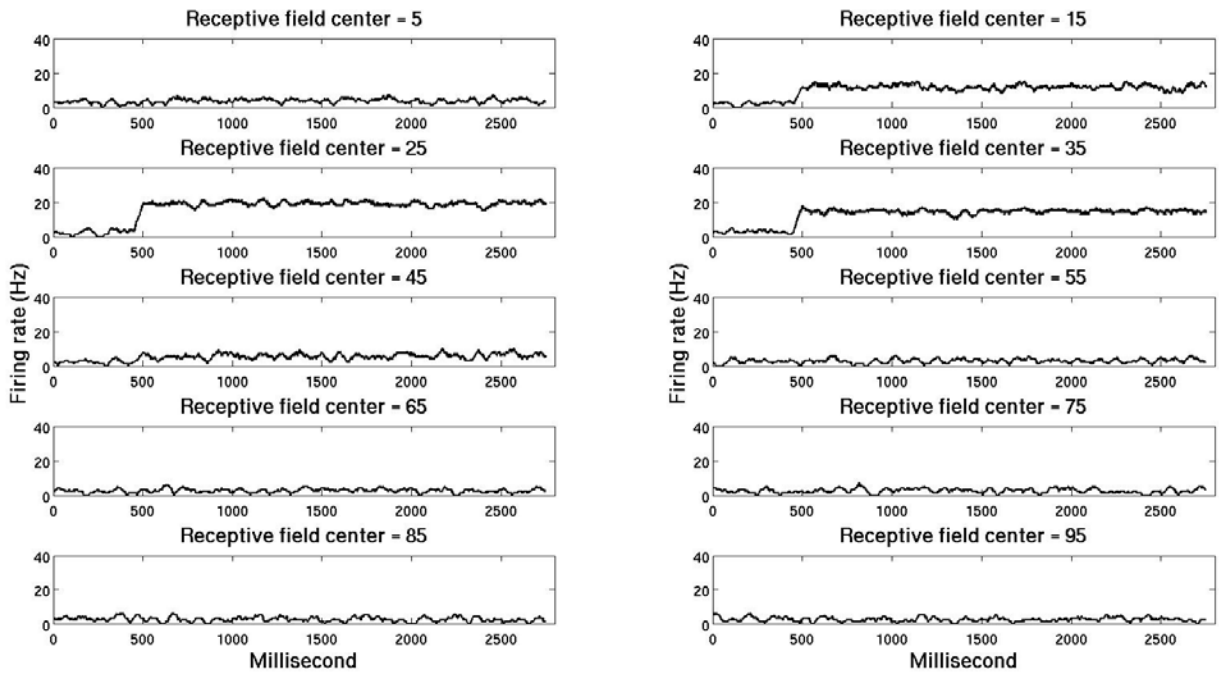 Receptive field center = 5
40
20
0
0 500 1000 1500 2000 2500
Receptive field center = 15
40
20
0
0 500 1000 1500 2000 2500
Receptive field center = 25
40
20
0
0 500 1000 1500 2000 2500
Receptive field center = 35
40
20
0
0 500 1000 1500 2000 2500
Receptive field center = 45
40
20
0
0 500 1000 1500 2000 2500
Receptive field center = 55
40
20
0
0 500 1000 1500 2000 2500
Receptive field center = 65
40
20
0
0 500 1000 1500 2000 2500
Receptive field center = 75
40
20
0
0 500 1000 1500 2000 2500
Receptive field center = 85
40
20
0
0 500 1000 1500 2000 2500
Receptive field center = 95
40
20
0
0 500 1000 1500 2000 2500
Firing rate (Hz)
Firing rate (Hz)
Millisecond
Millisecond